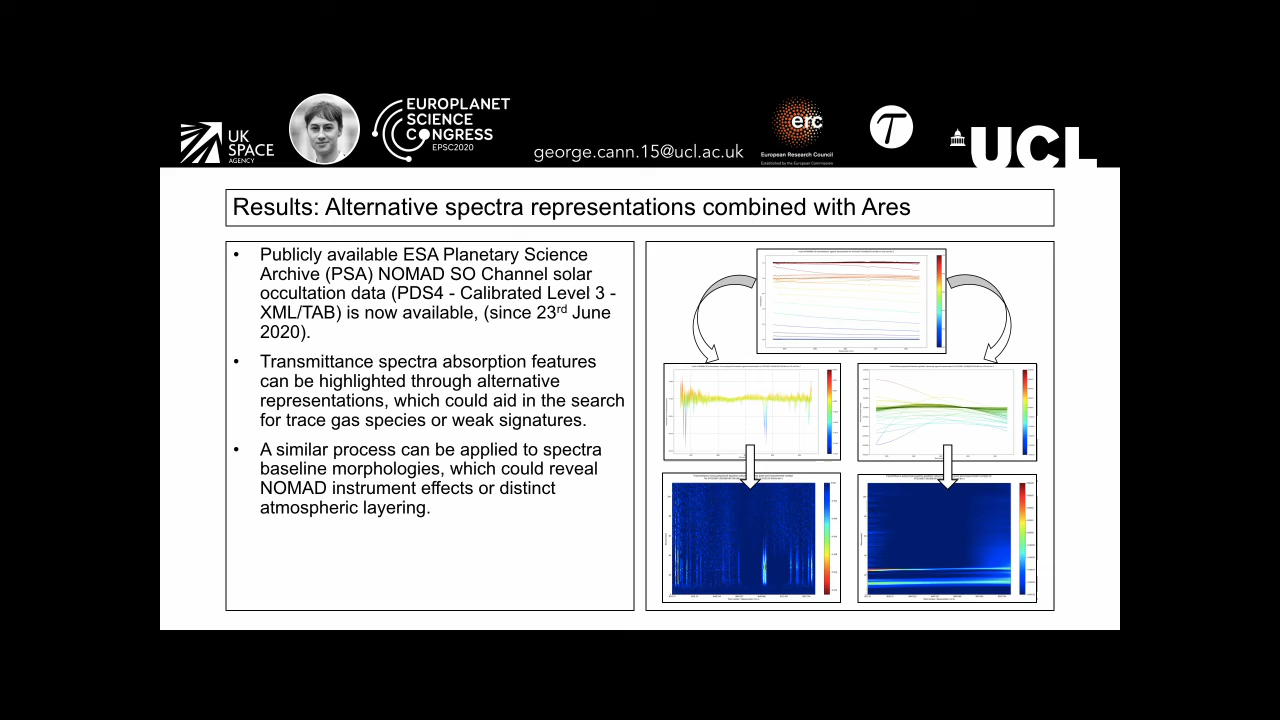 UK
SPACE
AGENCY
EUROPLANET
SCIENCE
CONGRESS
EPSC2020
george.cann.15@ucl.ac.uk
erc
European Research Council
Established by the European Commission
UCL
Results: Alternative spectra representations combined with Ares
• Publicly available ESA Planetary Science
Archive (PSA) NOMAD SO Channel solar
occultation data (PDS4 - Calibrated Level 3 -
XML/TAB) is now available, (since 23rd June
2020).
• Transmittance spectra absorption features
can be highlighted through alternative
representations, which could aid in the search
for trace gas species or weak signatures.
• A similar process can be applied to spectra
baseline morphologies, which could reveal
NOMAD instrument effects or distinct
atmospheric layering.